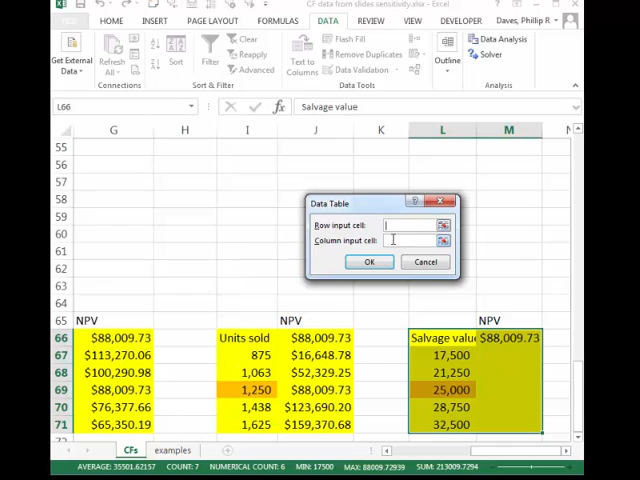 CF data from slides sensitivity.xlsx - Excel
FILE HOME INSERT PAGE LAYOUT FORMULAS DATA REVIEW VIEW DEVELOPER Daves, Phillip R
Get External Data
Refresh All
Sort
Filter
Clear
Reapply
Advanced
Text to Columns
Flash Fill
Remove Duplicates
Data Validation
Outline
Data Analysis
Solver
Sort & Filter Data Tools Analysis
L66 fx Salvage value
G H I J K L M N
55
56
57
58
59
60
61
62
63
64
65 NPV NPV NPV
66 $88,009.73 Units sold $88,009.73 Salvage value $88,009.73
67 $113,270.06 875 $16,648.78 17,500
68 $100,290.98 1,063 $52,329.25 21,250
69 $88,009.73 1,250 $88,009.73 25,000
70 $76,377.66 1,438 $123,690.20 28,750
71 $65,350.19 1,625 $159,370.68 32,500
72
Data Table
Row input cell:
Column input cell:
OK Cancel
CFs examples
AVERAGE: 35501.62157 COUNT: 7 NUMERICAL COUNT: 6 MIN: 17500 MAX: 88009.72939 SUM: 213009.7294